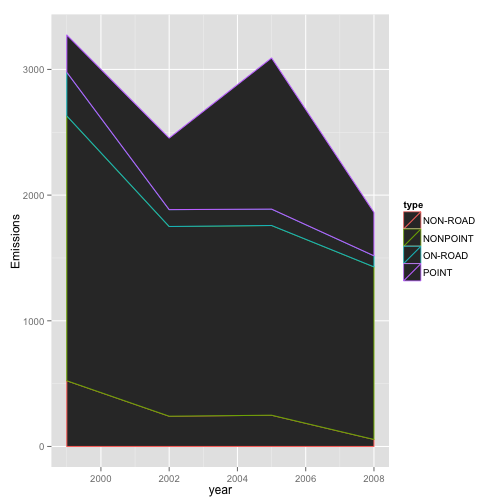 3000
2000
1000
0
Emissions
2000
2002
2004
2006
2008
year
type
NON-ROAD
NONPOINT
ON-ROAD
POINT